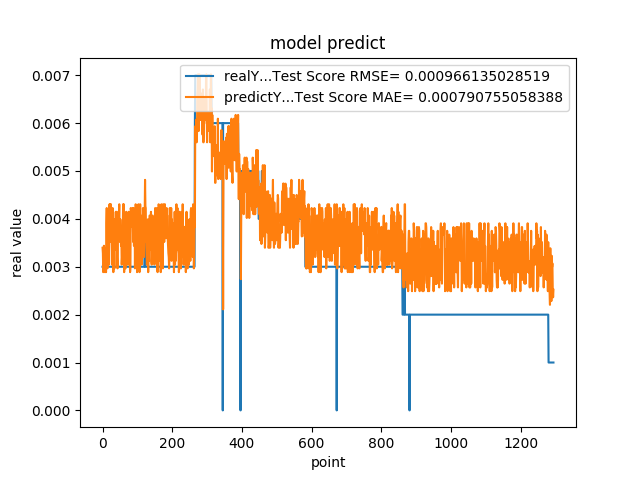 model predict
realY...Test Score RMSE= 0.000966135028519
predictY...Test Score MAE= 0.000790755058388
0.007
0.006
0.005
0.004
0.003
0.002
0.001
0.000
real value
0 200 400 600 800 1000 1200
point